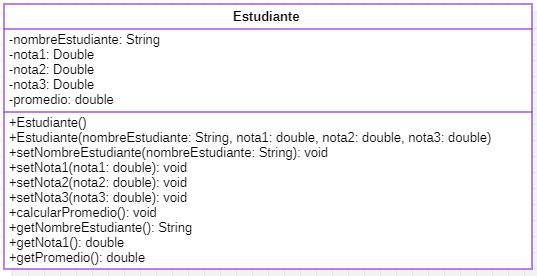 Estudiante
-nombreEstudiante: String
-nota1: Double
-nota2: Double
-nota3: Double
-promedio: double
+Estudiante()
+Estudiante(nombreEstudiante: String, nota1: double, nota2: double, nota3: double)
+setNombreEstudiante(nombreEstudiante: String): void
+setNota1(nota1: double): void
+setNota2(nota2: double): void
+setNota3(nota3: double): void
+calcularPromedio(): void
+getNombreEstudiante(): String
+getNota1(): double
+getPromedio(): double